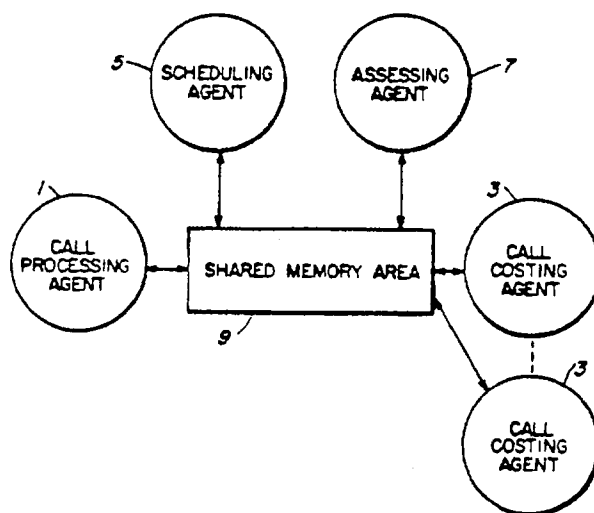 5
SCHEDULING
AGENT
ASSESSING
AGENT
7
1
CALL
PROCESSING
AGENT
SHARED MEMORY AREA
9
3
CALL
COSTING
AGENT
3
CALL
COSTING
AGENT